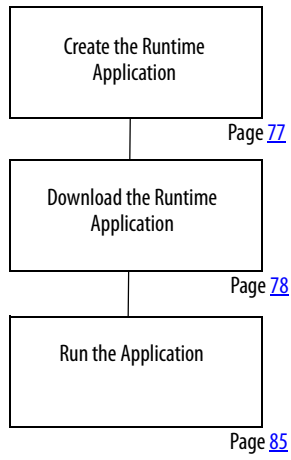 Create the Runtime
Application
Page 77
Download the Runtime
Application
Page 78
Run the Application
Page 85